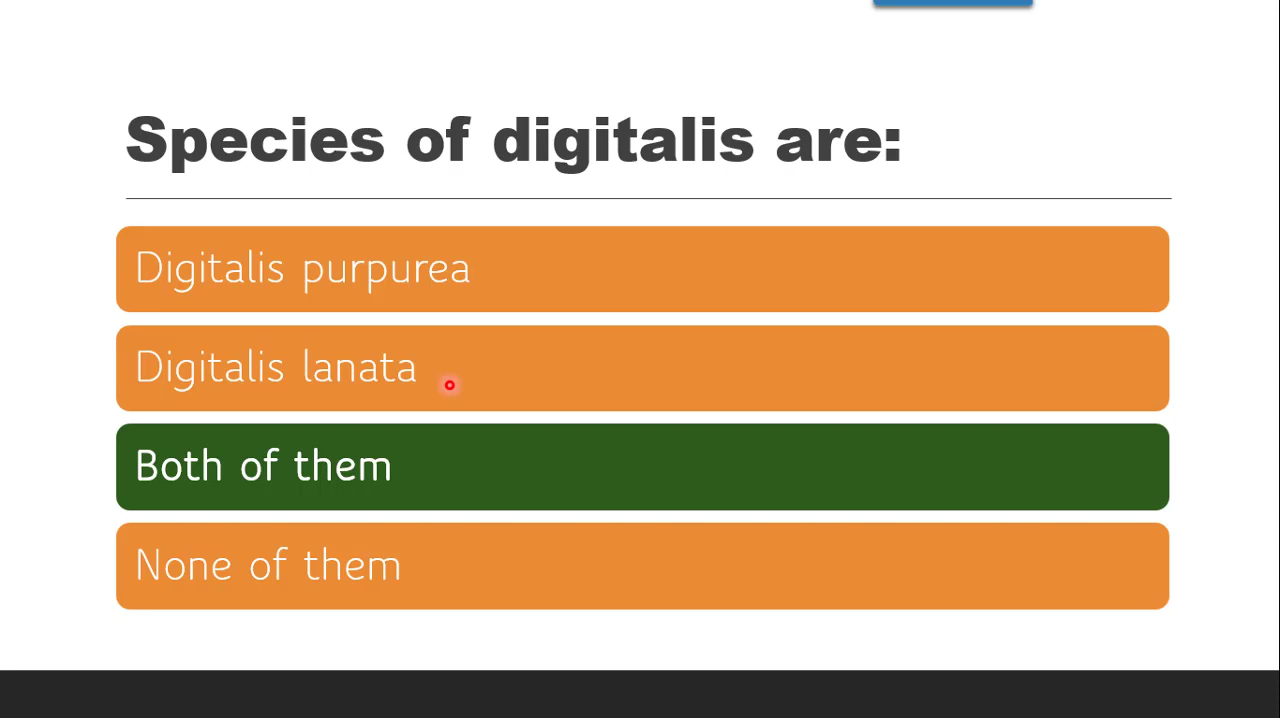 Species of digitalis are:
Digitalis purpurea
Digitalis lanata
Both of them
None of them